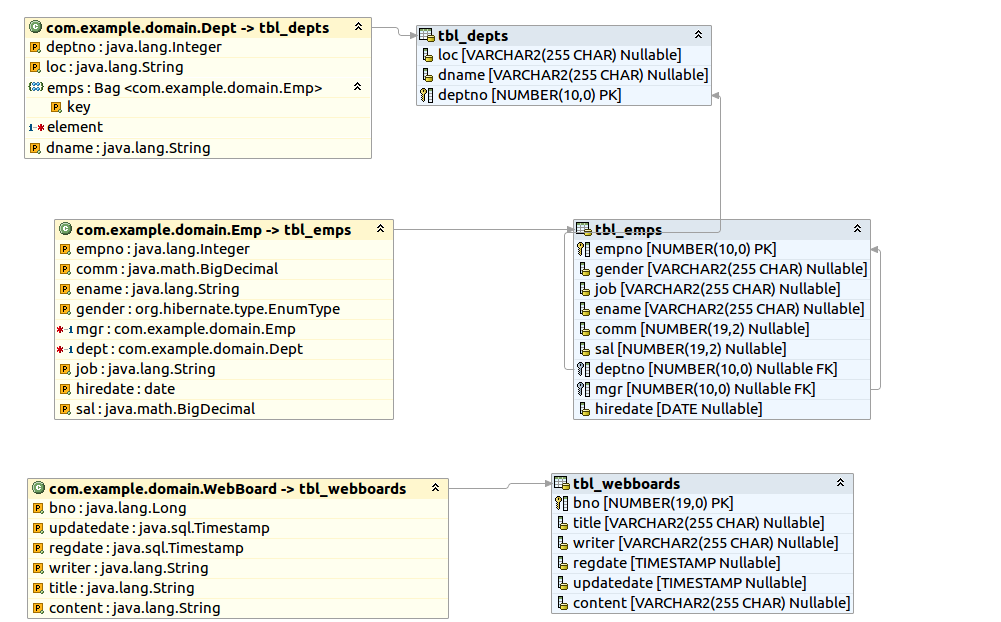 com.example.domain.Dept -> tbl_depts
deptno : java.lang.Integer
loc : java.lang.String
emps : Bag <com.example.domain.Emp>
key
element
dname : java.lang.String
tbl_depts
loc [VARCHAR2(255 CHAR) Nullable]
dname [VARCHAR2(255 CHAR) Nullable]
deptno [NUMBER(10,0) PK]
com.example.domain.Emp -> tbl_emps
empno : java.lang.Integer
comm : java.math.BigDecimal
ename : java.lang.String
gender : org.hibernate.type.EnumType
mgr : com.example.domain.Emp
dept : com.example.domain.Dept
job : java.lang.String
hiredate : date
sal : java.math.BigDecimal
tbl_emps
empno [NUMBER(10,0) PK]
gender [VARCHAR2(255 CHAR) Nullable]
job [VARCHAR2(255 CHAR) Nullable]
ename [VARCHAR2(255 CHAR) Nullable]
comm [NUMBER(19,2) Nullable]
sal [NUMBER(19,2) Nullable]
deptno [NUMBER(10,0) Nullable FK]
mgr [NUMBER(10,0) Nullable FK]
hiredate [DATE Nullable]
com.example.domain.WebBoard -> tbl_webboards
bno : java.lang.Long
updatedate : java.sql.Timestamp
regdate : java.sql.Timestamp
writer : java.lang.String
title : java.lang.String
content : java.lang.String
tbl_webboards
bno [NUMBER(19,0) PK]
title [VARCHAR2(255 CHAR) Nullable]
writer [VARCHAR2(255 CHAR) Nullable]
regdate [TIMESTAMP Nullable]
updatedate [TIMESTAMP Nullable]
content [VARCHAR2(255 CHAR) Nullable]